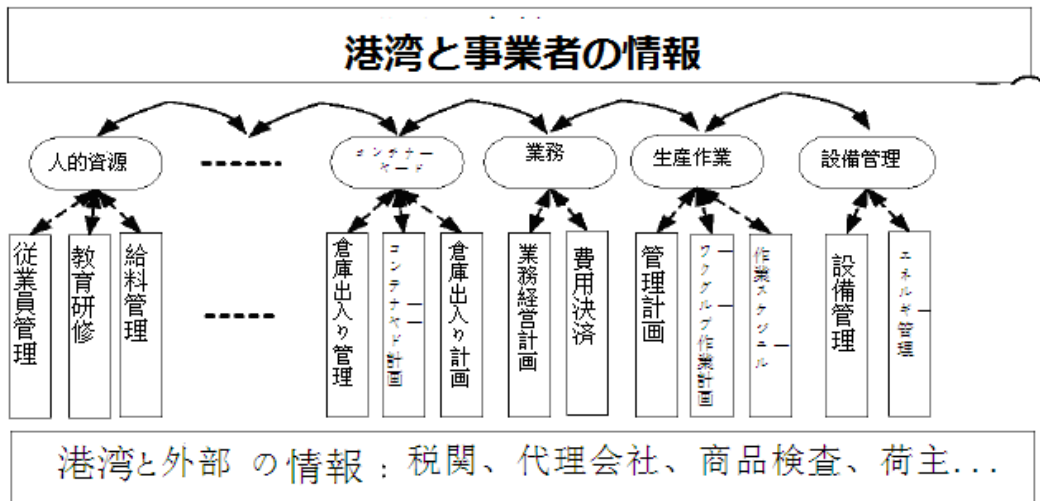 港湾と事業者の情報
人的資源
コンテナー
ヤード
業務
生産作業
設備管理
従業員管理
教育研修
給料管理
倉庫出入り管理
コンテナヤード計画
倉庫出入り計画
業務経営計画
費用決済
管理計画
ワクグループ作業計画
作業スケジュール
設備管理
エネルギー管理
港湾と外部 の情報：税関、代理会社、商品検査、荷主...